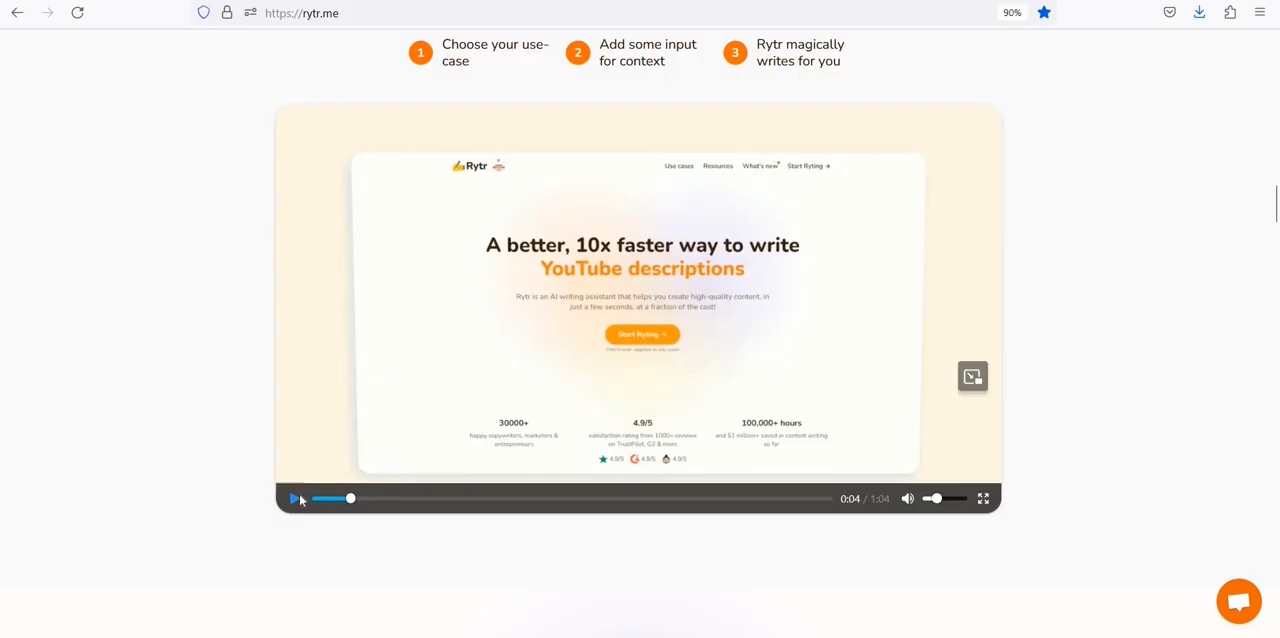 https://rytr.me
90%
1 Choose your use-
case
2 Add some input
for context
3 Rytr magically
writes for you
Rytr
Use cases Resources What's new Start Ryting →
A better, 10x faster way to write
YouTube descriptions
Rytr is an AI writing assistant that helps you create high-quality content, in
just a few seconds, at a fraction of the cost!
Start Ryting →
30000+
happy copywriters, marketers &
entrepreneurs
4.9/5
satisfaction rating from 1000+ reviews
on TrustPilot, G2 & more
4.9/5 4.9/5 4.9/5
100,000+ hours
and $1 million+ saved in content writing
so far
0:04 / 1:04